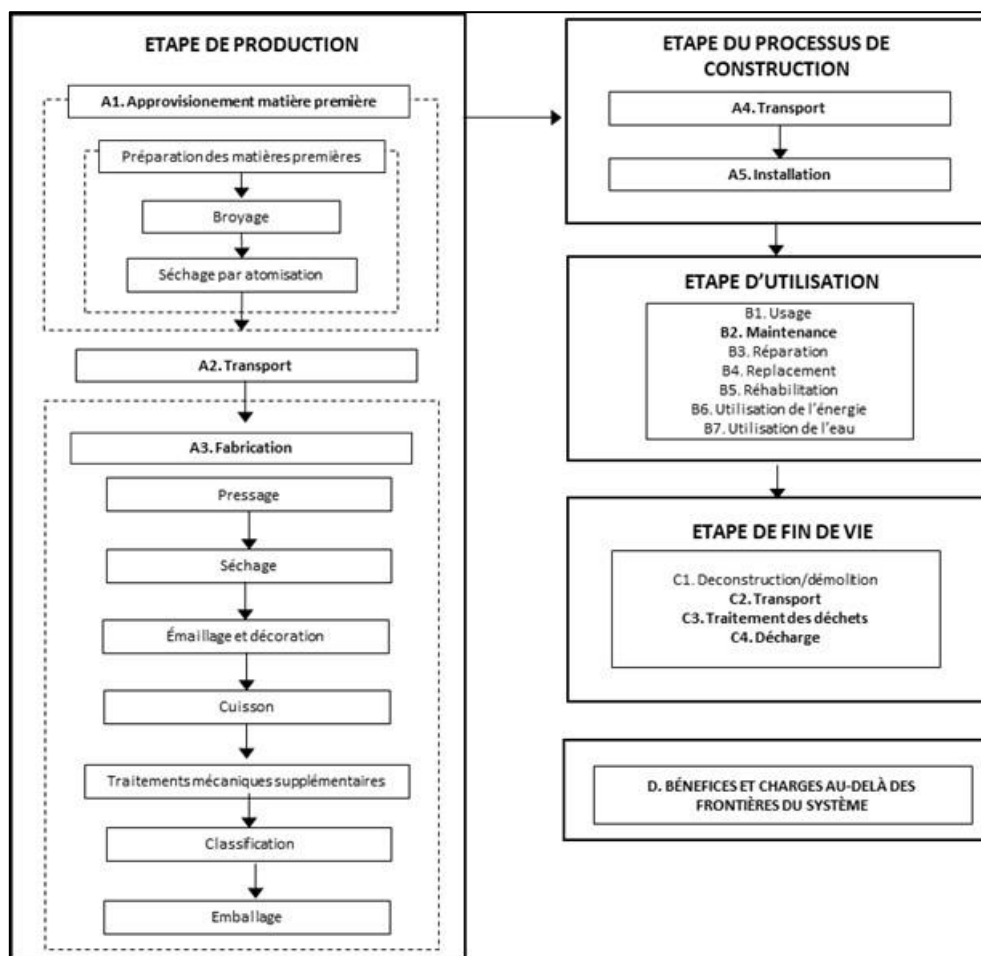 ETAPE DE PRODUCTION
A1. Approvisionement matière première
Préparation des matières premières
Broyage
Séchage par atomisation
A2. Transport
A3. Fabrication
Pressage
Séchage
Émaillage et décoration
Cuisson
Traitements mécaniques supplémentaires
Classification
Emballage
ETAPE DU PROCESSUS DE
CONSTRUCTION
A4. Transport
A5. Installation
ETAPE D'UTILISATION
B1. Usage
B2. Maintenance
B3. Réparation
B4. Replacement
B5. Réhabilitation
B6. Utilisation de l'énergie
B7. Utilisation de l'eau
ETAPE DE FIN DE VIE
C1. Deconstruction/démolition
C2. Transport
C3. Traitement des déchets
C4. Décharge
D. BÉNEFICES ET CHARGES AU-DELÀ DES
FRONTIÈRES DU SYSTÈME